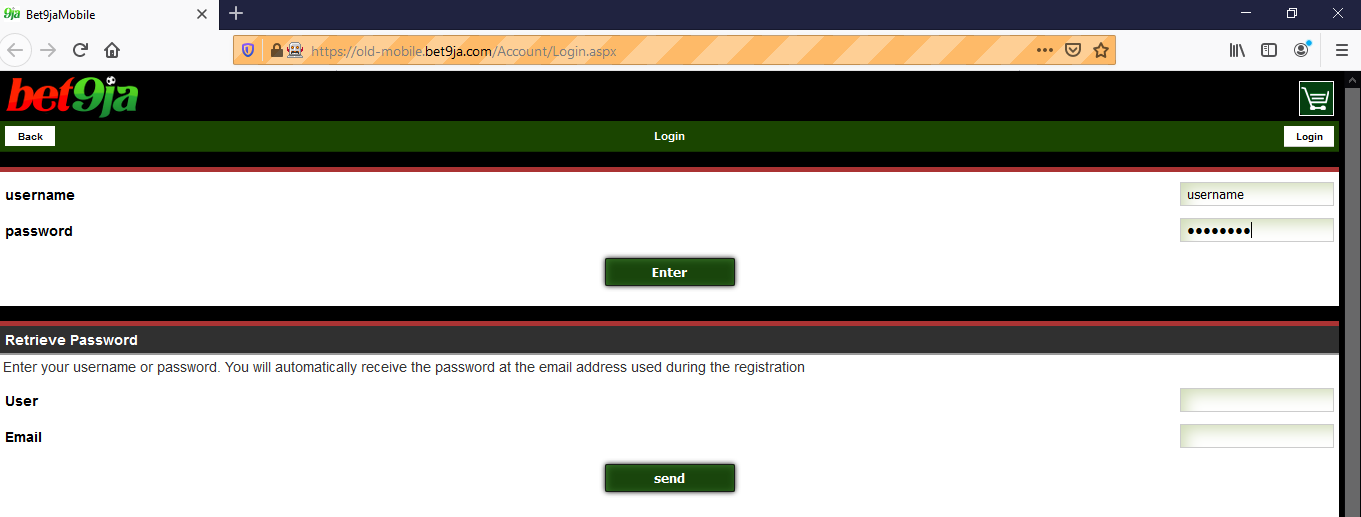 Bet9jaMobile
https://old-mobile.bet9ja.com/Account/Login.aspx
bet9ja
Back Login Login
username username
password ••••••••
Enter
Retrieve Password
Enter your username or password. You will automatically receive the password at the email address used during the registration
User
Email
send